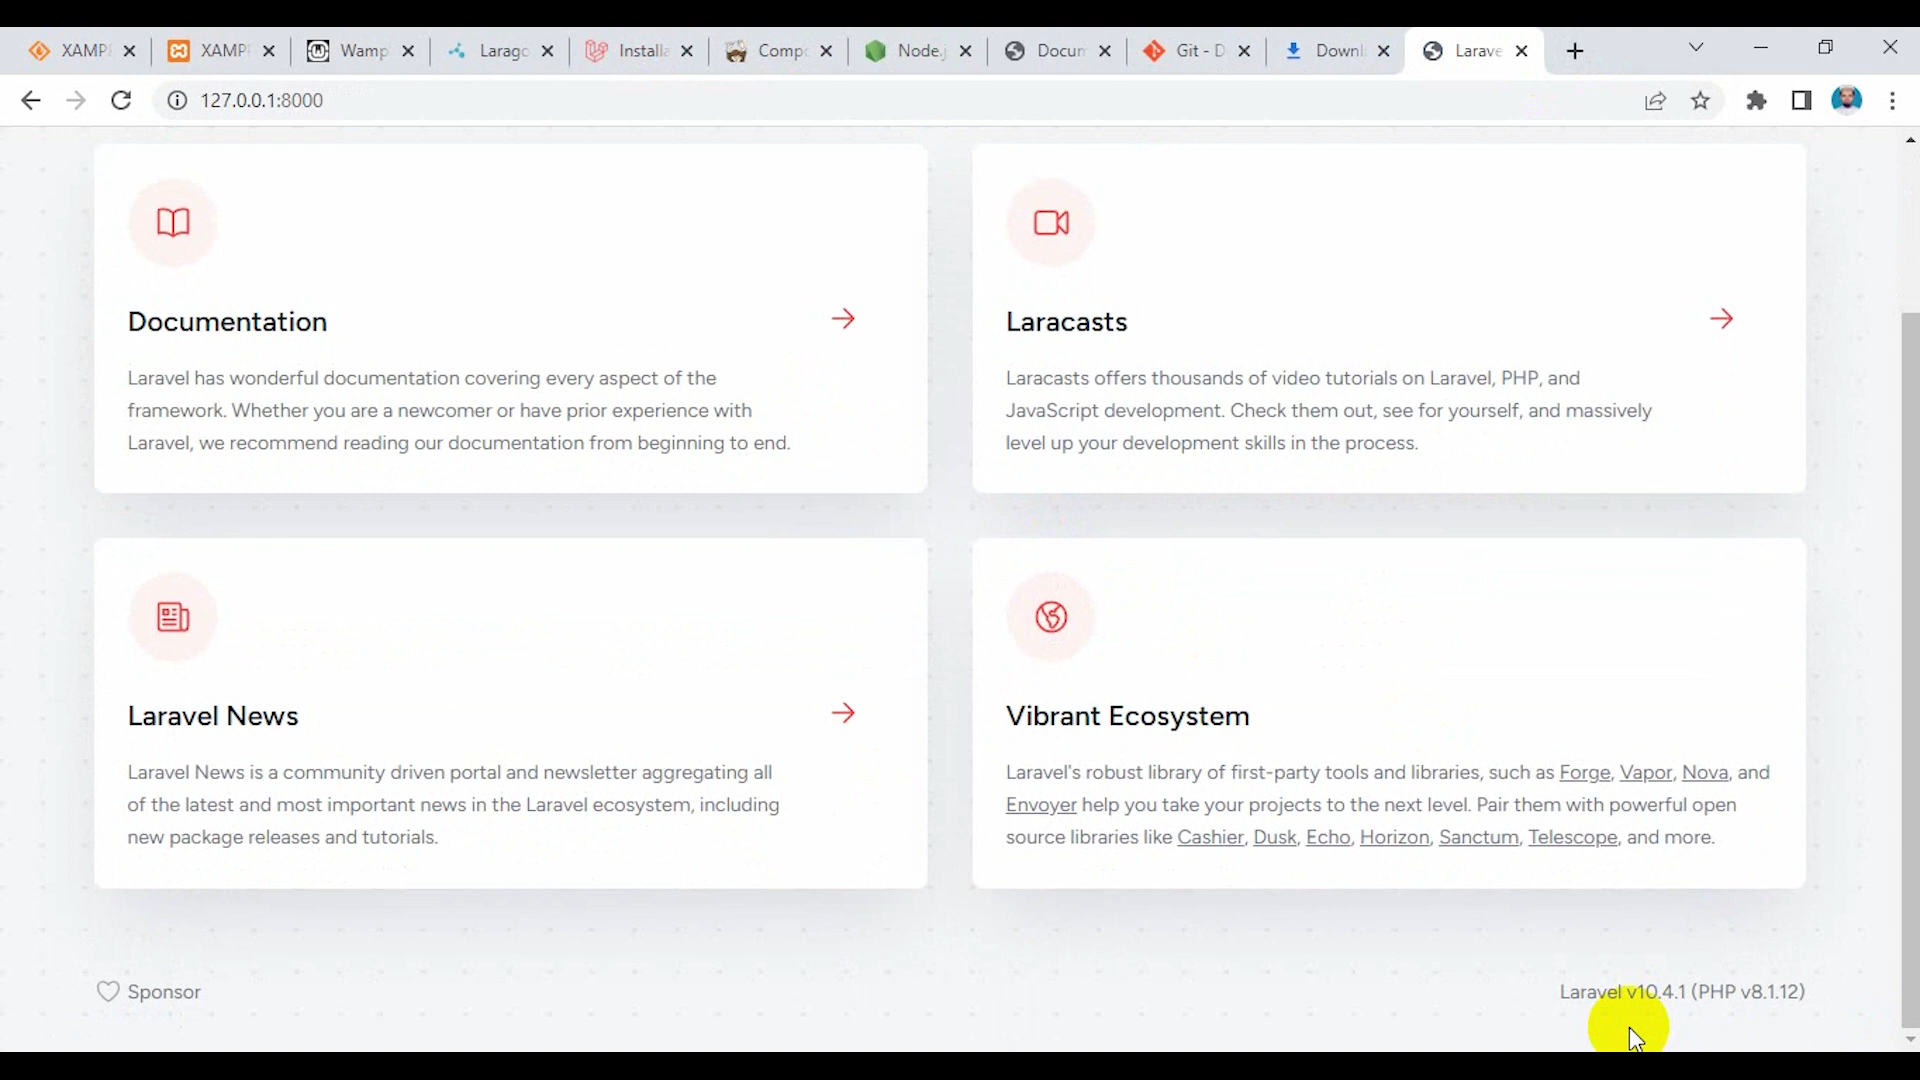 XAMP XAMP Wamp Larago Install Comp Node.j Docum Git - D Downl Larave
127.0.0.1:8000
Documentation
Laravel has wonderful documentation covering every aspect of the
framework. Whether you are a newcomer or have prior experience with
Laravel, we recommend reading our documentation from beginning to end.
Laracasts
Laracasts offers thousands of video tutorials on Laravel, PHP, and
JavaScript development. Check them out, see for yourself, and massively
level up your development skills in the process.
Laravel News
Laravel News is a community driven portal and newsletter aggregating all
of the latest and most important news in the Laravel ecosystem, including
new package releases and tutorials.
Vibrant Ecosystem
Laravel's robust library of first-party tools and libraries, such as Forge, Vapor, Nova, and
Envoyer help you take your projects to the next level. Pair them with powerful open
source libraries like Cashier, Dusk, Echo, Horizon, Sanctum, Telescope, and more.
Sponsor
Laravel v10.4.1 (PHP v8.1.12)